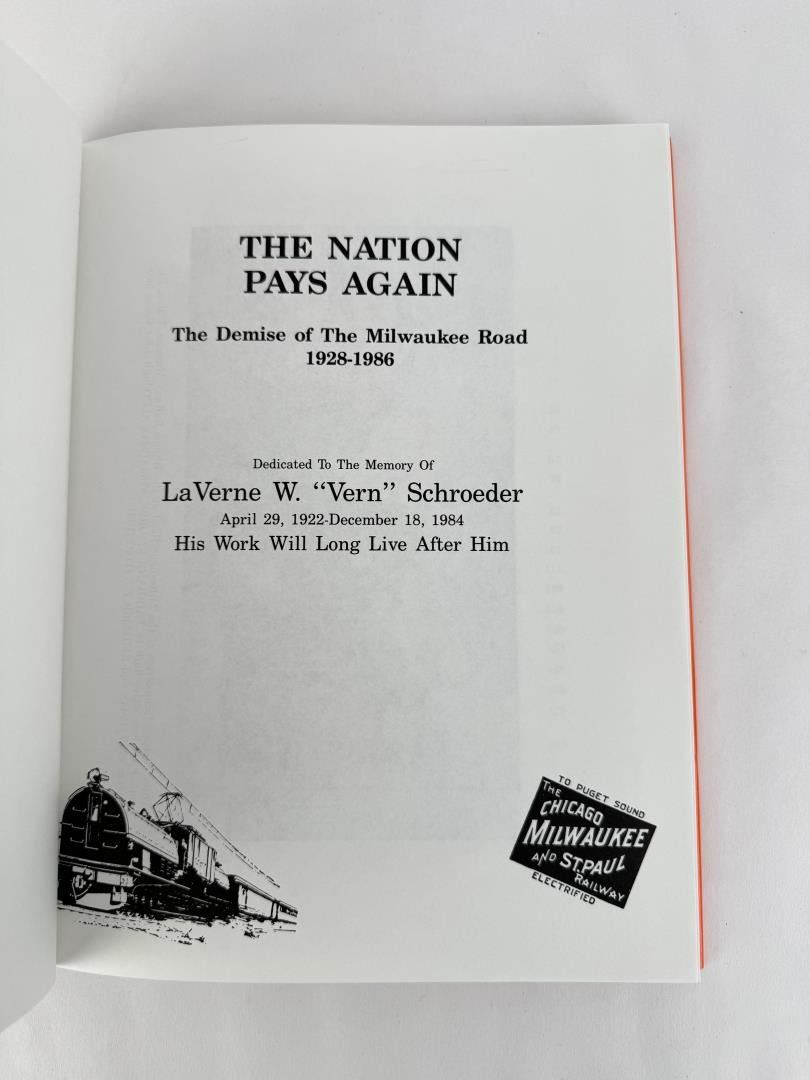 THE NATION
PAYS AGAIN
The Demise of The Milwaukee Road
1928-1986
Dedicated To The Memory Of
LaVerne W. “Vern” Schroeder
April 29, 1922-December 18, 1984
His Work Will Long Live After Him
TO PUGET SOUND
THE
CHICAGO
MILWAUKEE
AND ST. PAUL
RAILWAY
ELECTRIFIED